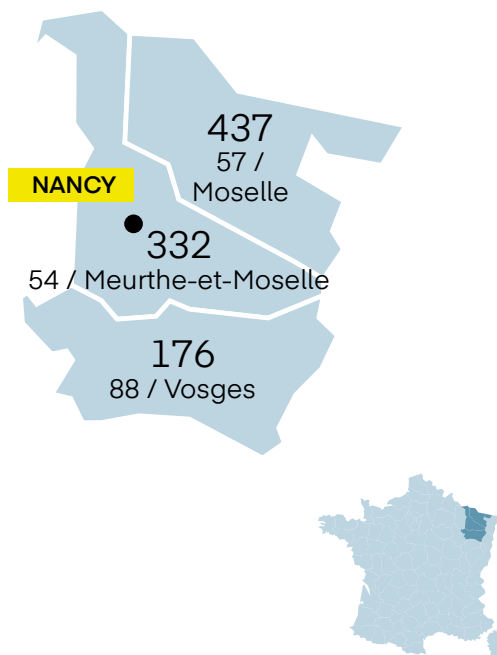 437
57 /
Moselle
NANCY
332
54 / Meurthe-et-Moselle
176
88 / Vosges